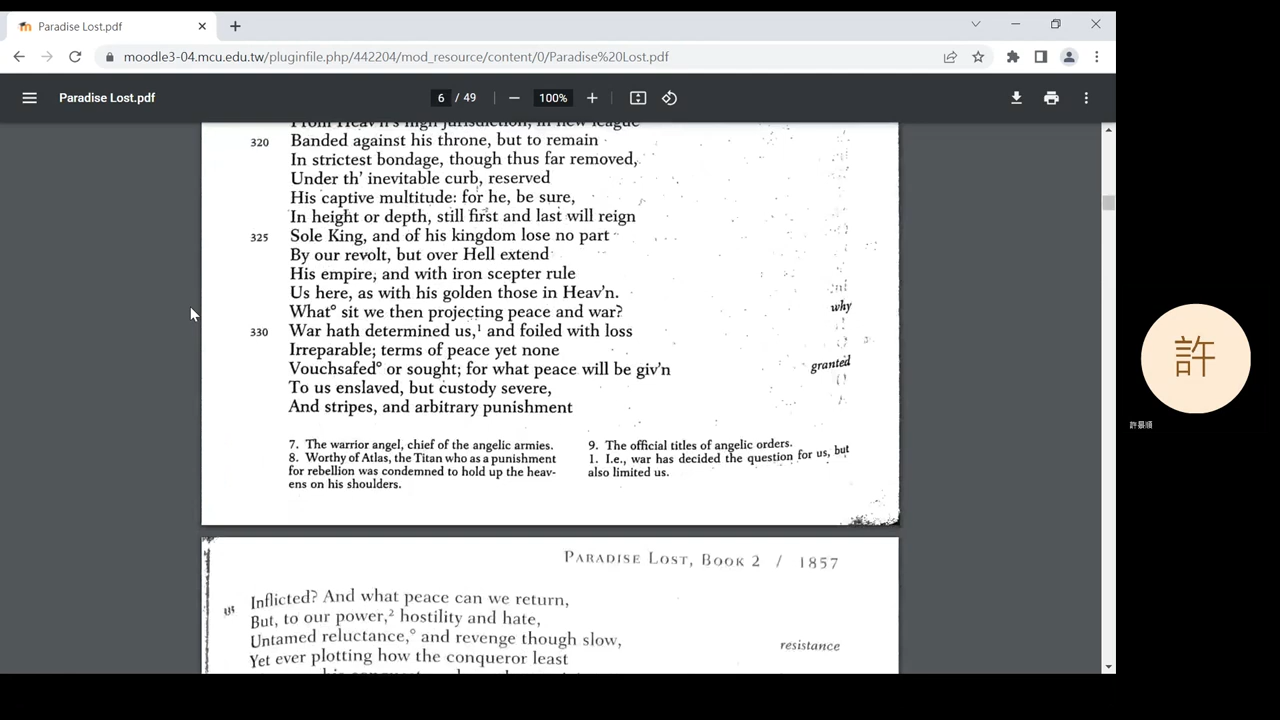 Paradise Lost.pdf
moodle3-04.mcu.edu.tw/pluginfile.php/442204/mod_resource/content/0/Paradise%20Lost.pdf
Paradise Lost.pdf
6 / 49
100%
From Heav'n's high jurisdiction, in new league
320 Banded against his throne, but to remain
In strictest bondage, though thus far removed,
Under th' inevitable curb, reserved
His captive multitude: for he, be sure,
In height or depth, still first and last will reign
325 Sole King, and of his kingdom lose no part
By our revolt, but over Hell extend
His empire, and with iron scepter rule
Us here, as with his golden those in Heav'n.
What° sit we then projecting peace and war? why
330 War hath determined us,¹ and foiled with loss
Irreparable; terms of peace yet none
Vouchsafed° or sought; for what peace will be giv'n granted
To us enslaved, but custody severe,
And stripes, and arbitrary punishment
7. The warrior angel, chief of the angelic armies.
8. Worthy of Atlas, the Titan who as a punishment
for rebellion was condemned to hold up the heav-
ens on his shoulders.
9. The official titles of angelic orders.
1. I.e., war has decided the question for us, but
also limited us.
PARADISE LOST, BOOK 2 / 1857
Inflicted? And what peace can we return,
But, to our power,² hostility and hate,
Untamed reluctance,° and revenge though slow, resistance
Yet ever plotting how the conqueror least
許
許景順